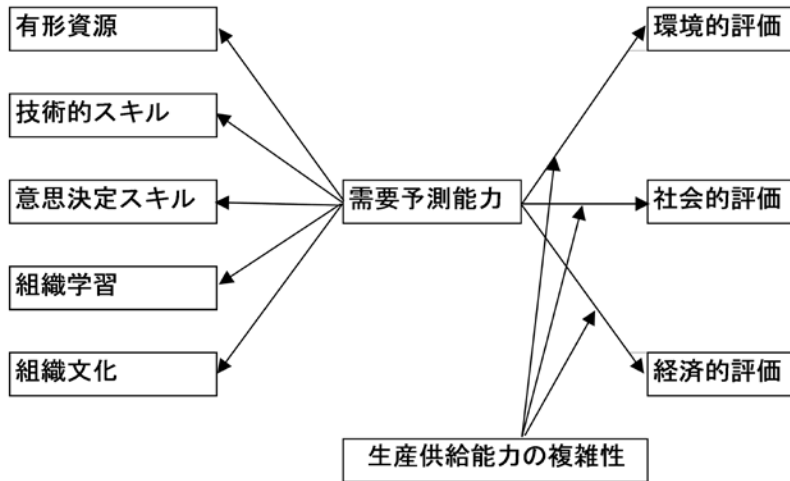 有形資源
環境的評価
技術的スキル
意思決定スキル
需要予測能力
社会的評価
組織学習
組織文化
経済的評価
生産供給能力の複雑性